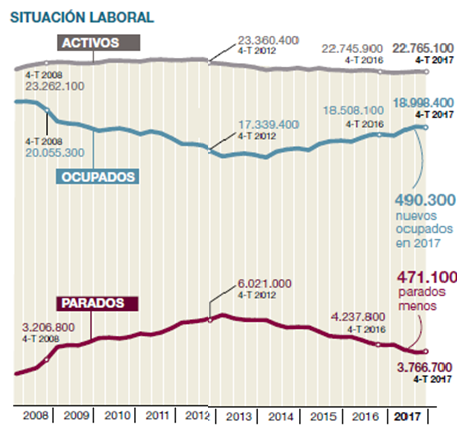 SITUACIÓN LABORAL
ACTIVOS
4-T 2008
23.262.100
23.360.400
4-T 2012
22.745.900
4-T 2016
22.765.100
4-T 2017
4-T 2008
20.055.300
OCUPADOS
17.339.400
4-T 2012
18.508.100
4-T 2016
18.998.400
4-T 2017
490.300
nuevos
ocupados
en 2017
PARADOS
3.206.800
4-T 2008
6.021.000
4-T 2012
4.237.800
4-T 2016
471.100
parados
menos
3.766.700
4-T 2017
2008 2009 2010 2011 2012 2013 2014 2015 2016 2017